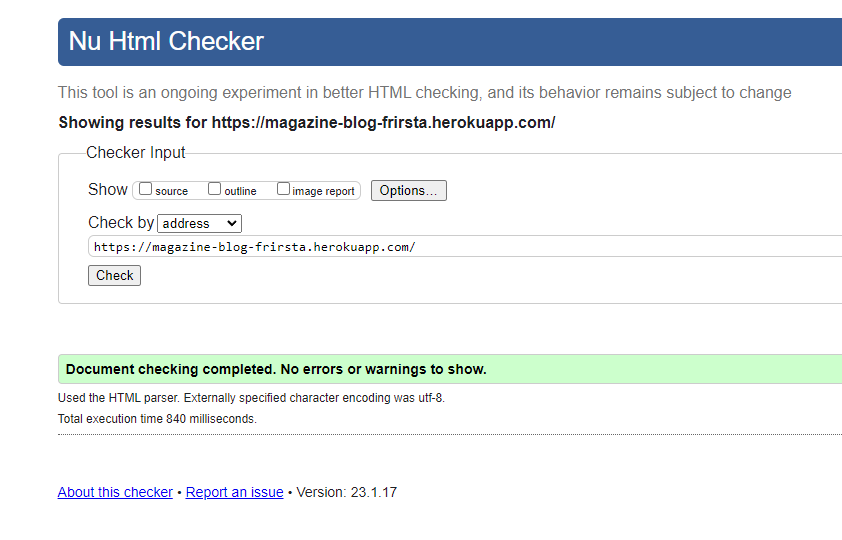 Nu Html Checker
This tool is an ongoing experiment in better HTML checking, and its behavior remains subject to change
Showing results for https://magazine-blog-frirsta.herokuapp.com/
Checker Input
Show source outline image report Options...
Check by address
https://magazine-blog-frirsta.herokuapp.com/
Check
Document checking completed. No errors or warnings to show.
Used the HTML parser. Externally specified character encoding was utf-8.
Total execution time 840 milliseconds.
About this checker • Report an issue • Version: 23.1.17